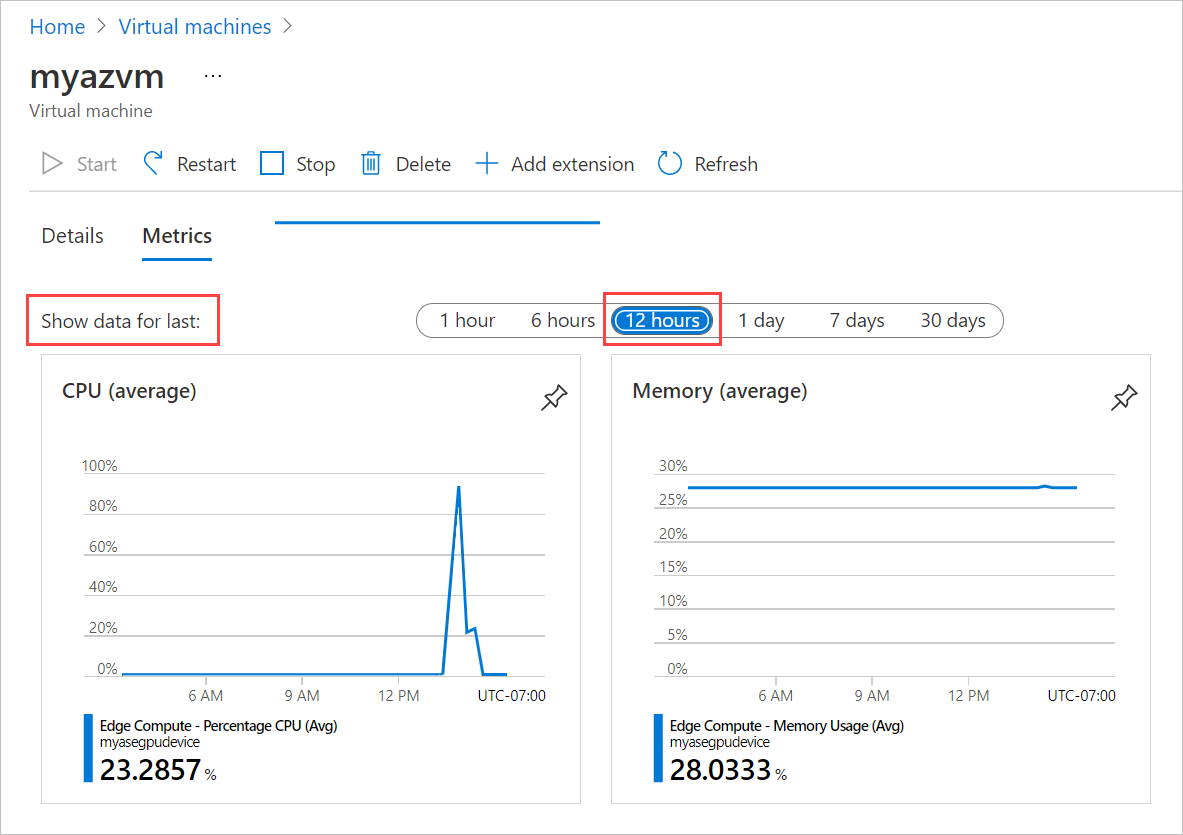 Home > Virtual machines >
myazvm ...
Virtual machine
Start Restart Stop Delete Add extension Refresh
Details Metrics
Show data for last: 1 hour 6 hours 12 hours 1 day 7 days 30 days
CPU (average)
100%
80%
60%
40%
20%
0%
6 AM 9 AM 12 PM UTC-07:00
Edge Compute - Percentage CPU (Avg)
myasegpudevice
23.2857 %
Memory (average)
30%
25%
20%
15%
10%
5%
0%
6 AM 9 AM 12 PM UTC-07:00
Edge Compute - Memory Usage (Avg)
myasegpudevice
28.0333 %